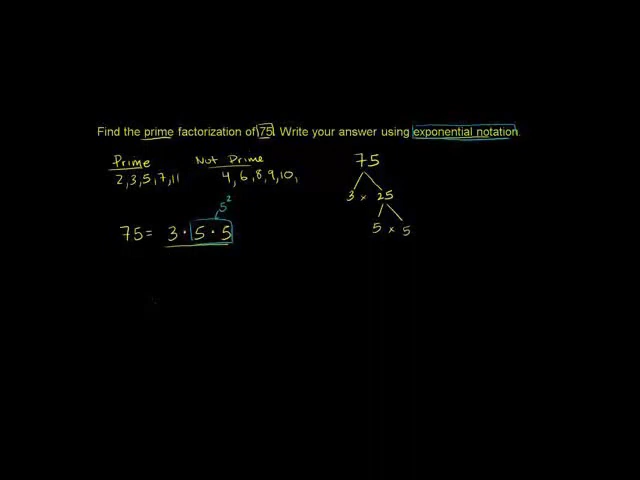 Find the prime factorization of 75. Write your answer using exponential notation.
Prime Not Prime
2,3,5,7,11 4,6,8,9,10,
75
3 × 25
5 × 5
5²
75 = 3 · 5 · 5